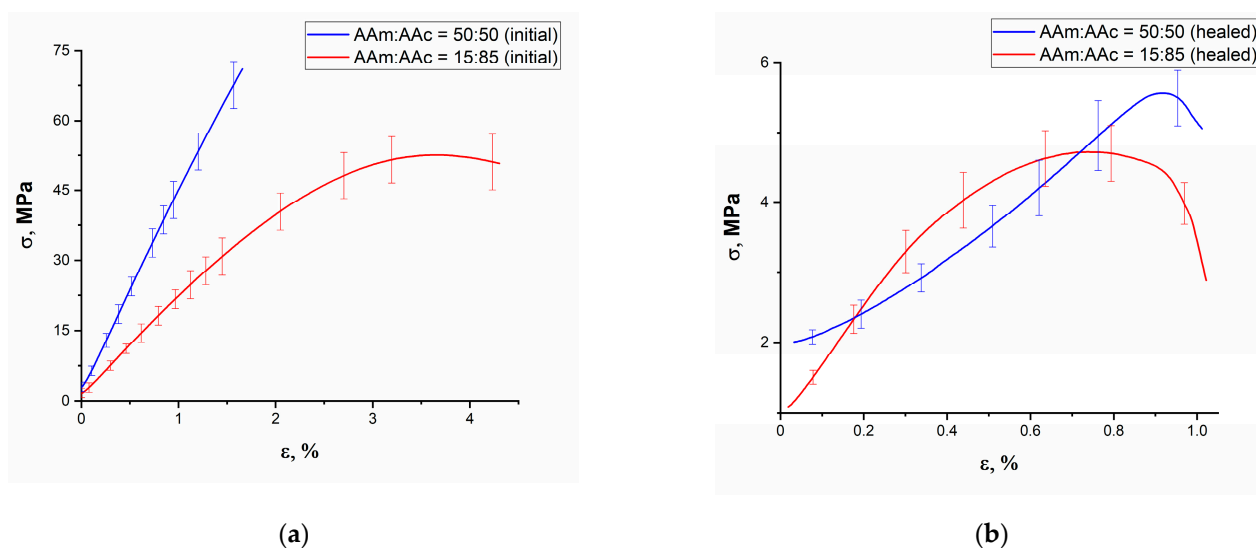 AAm:AAc = 50:50 (initial)
AAm:AAc = 15:85 (initial)
75
60
45
30
15
0
σ, MPa
0 1 2 3 4
ε, %
(a)
AAm:AAc = 50:50 (healed)
AAm:AAc = 15:85 (healed)
6
4
2
σ, MPa
0 0.2 0.4 0.6 0.8 1.0
ε, %
(b)